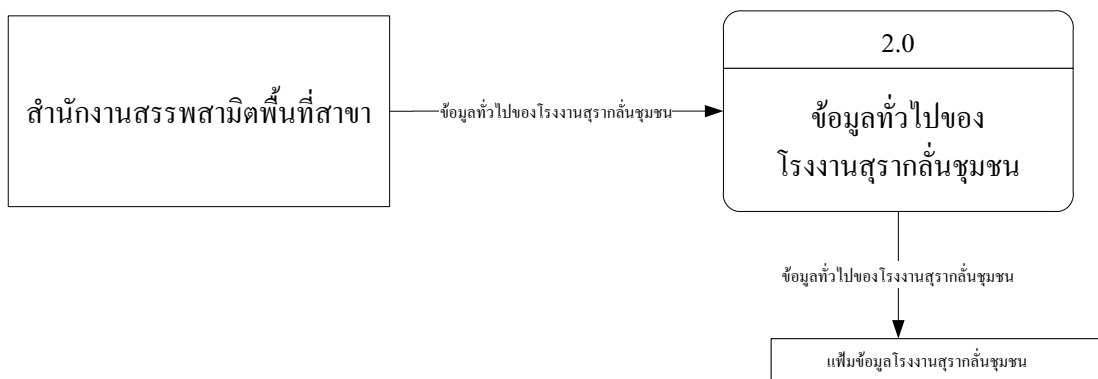 สำนักงานสรรพสามิตพื้นที่สาขา
ข้อมูลทั่วไปของโรงงานสุรากลั่นชุมชน
2.0
ข้อมูลทั่วไปของ
โรงงานสุรากลั่นชุมชน
ข้อมูลทั่วไปของโรงงานสุรากลั่นชุมชน
แฟ้มข้อมูลโรงงานสุรากลั่นชุมชน